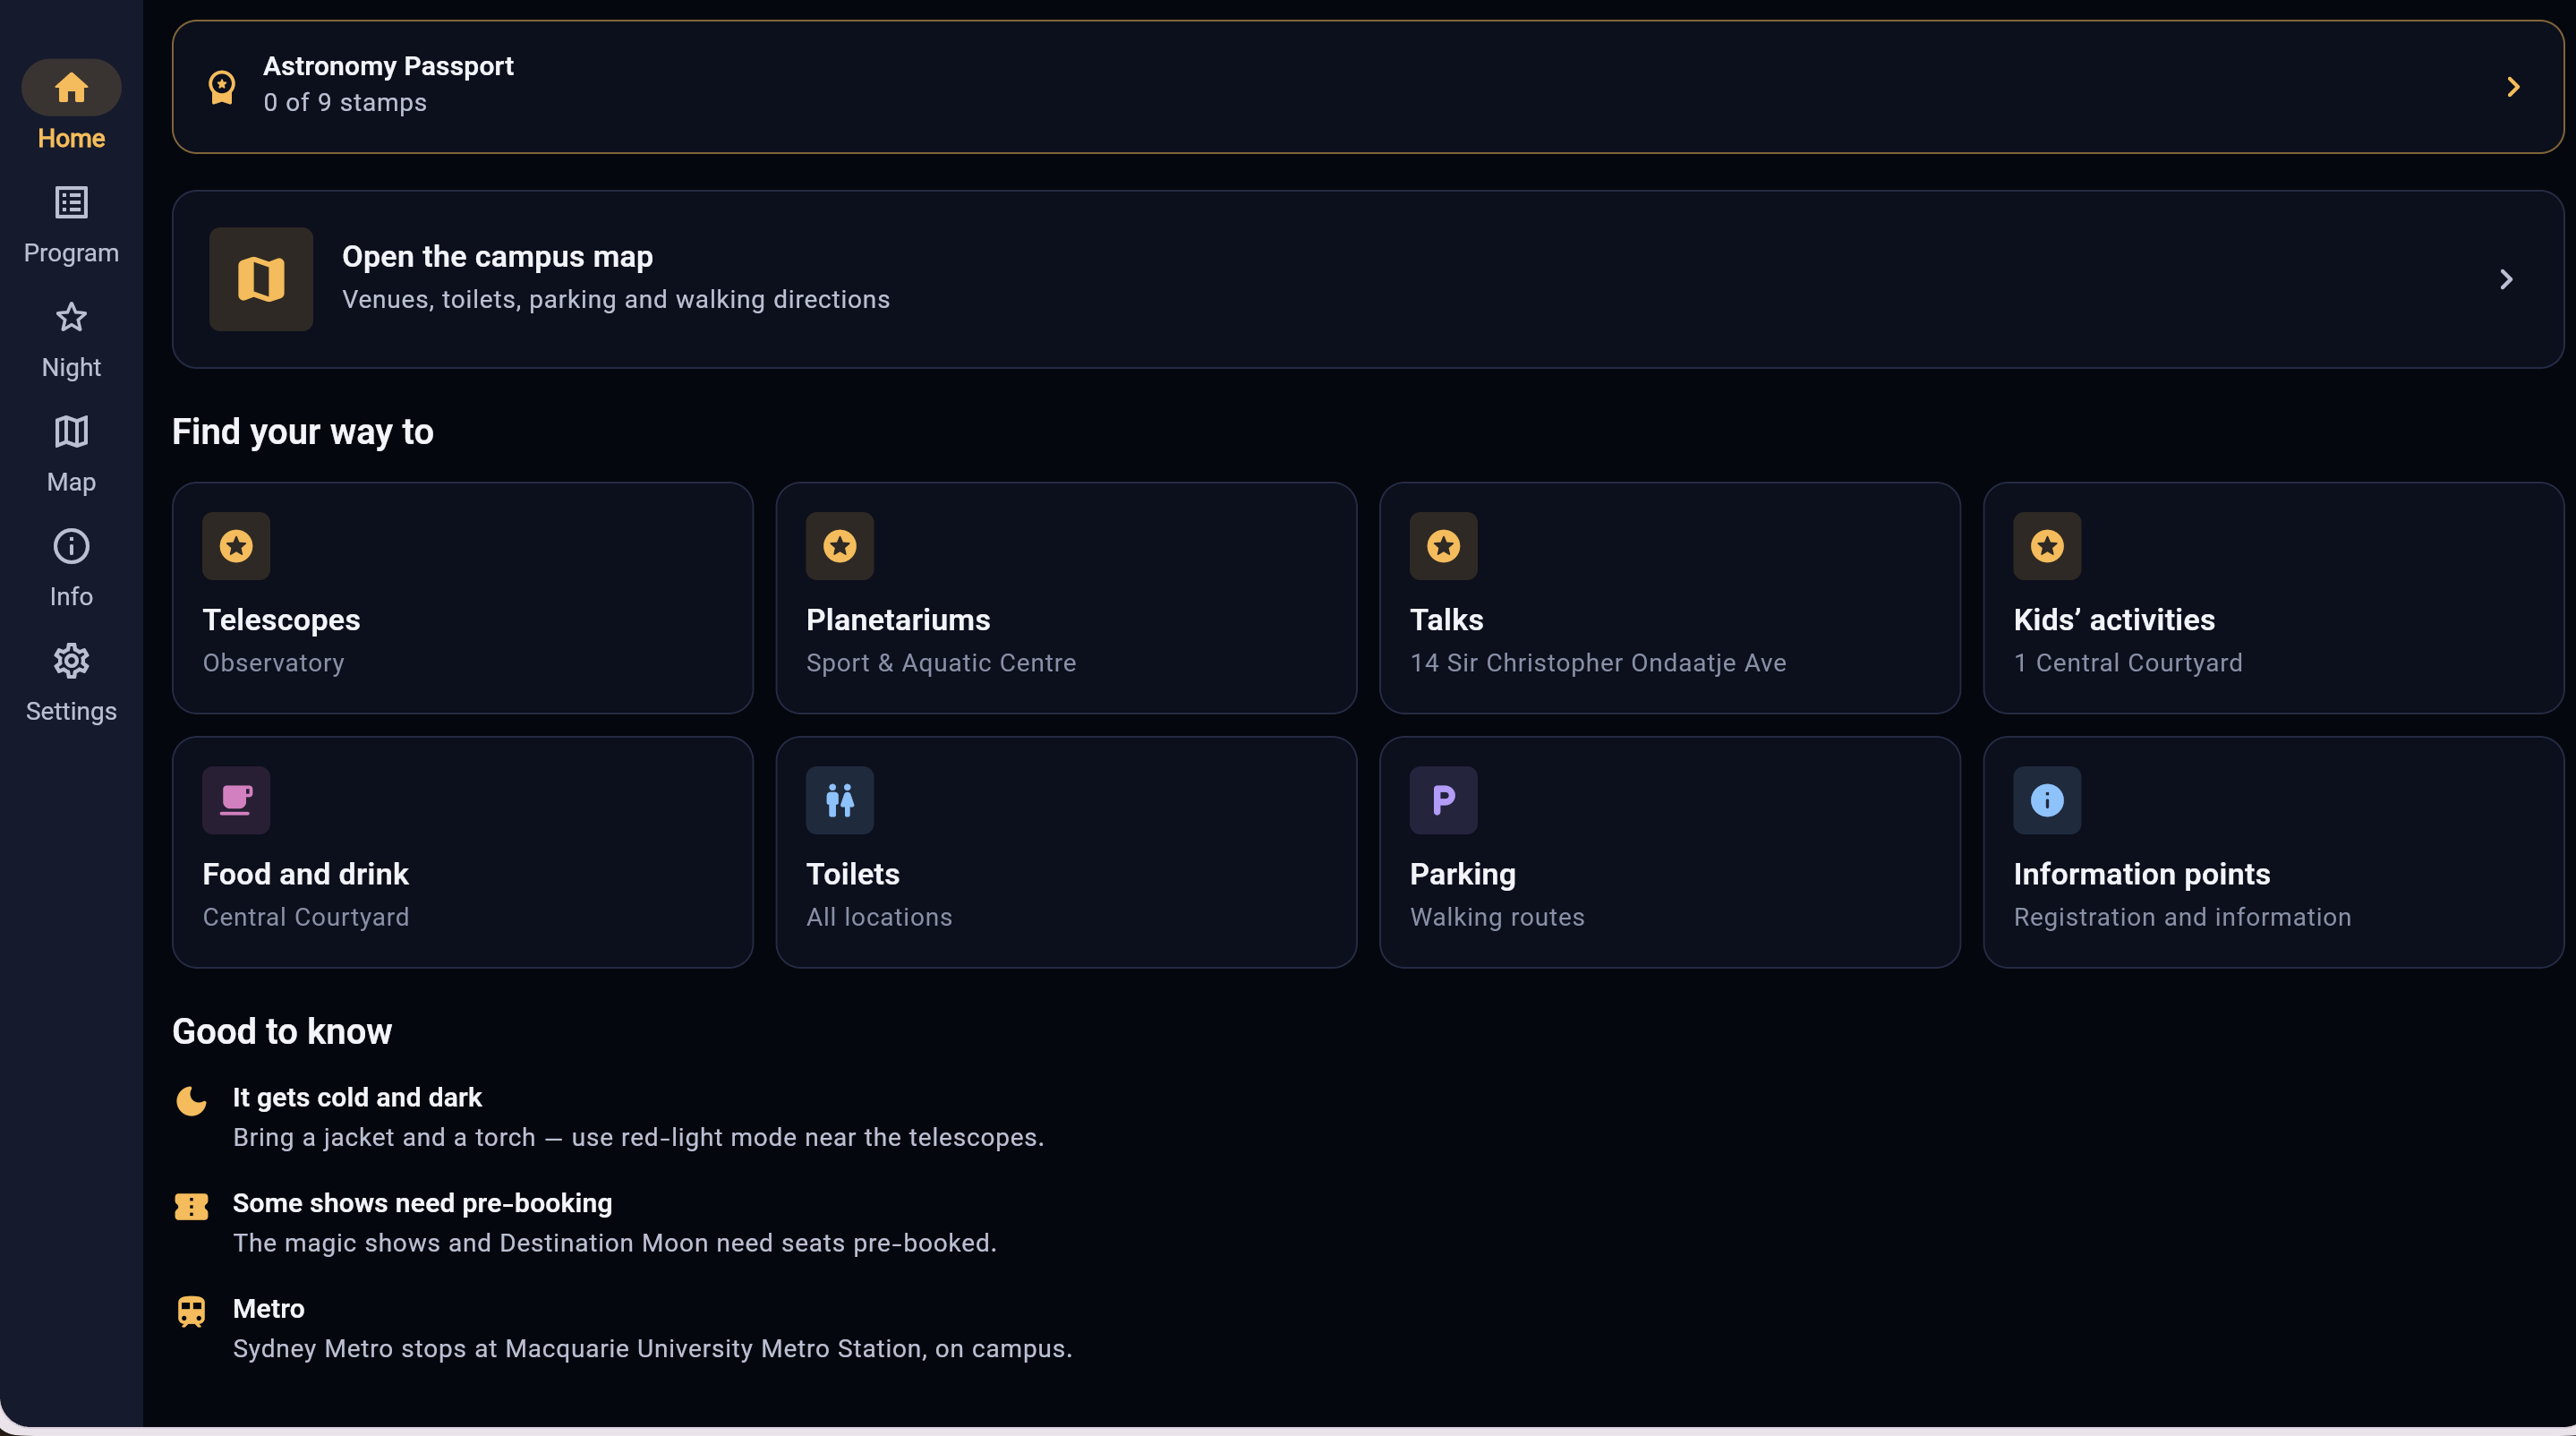 Home
Program
Night
Map
Info
Settings
Astronomy Passport
0 of 9 stamps
Open the campus map
Venues, toilets, parking and walking directions
Find your way to
Telescopes
Observatory
Planetariums
Sport & Aquatic Centre
Talks
14 Sir Christopher Ondaatje Ave
Kids’ activities
1 Central Courtyard
Food and drink
Central Courtyard
Toilets
All locations
P
Parking
Walking routes
Information points
Registration and information
Good to know
It gets cold and dark
Bring a jacket and a torch — use red-light mode near the telescopes.
Some shows need pre-booking
The magic shows and Destination Moon need seats pre-booked.
Metro
Sydney Metro stops at Macquarie University Metro Station, on campus.